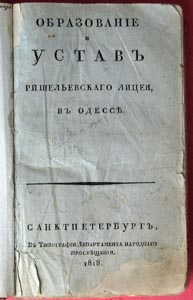 ОБРАЗОВАНІЕ
и
УСТАВЪ
РИШЕЛЬЕВСКАГО ЛИЦЕЯ,
ВЪ ОДЕССѢ.
САНКТПЕТЕРБУРГЪ,
Въ Типографіи Департамента народнаго
просвѣщенія.
1818.